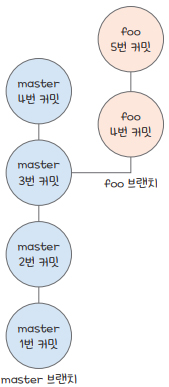 foo
5번 커밋
master
4번 커밋
foo
4번 커밋
master
3번 커밋
foo 브랜치
master
2번 커밋
master
1번 커밋
master 브랜치